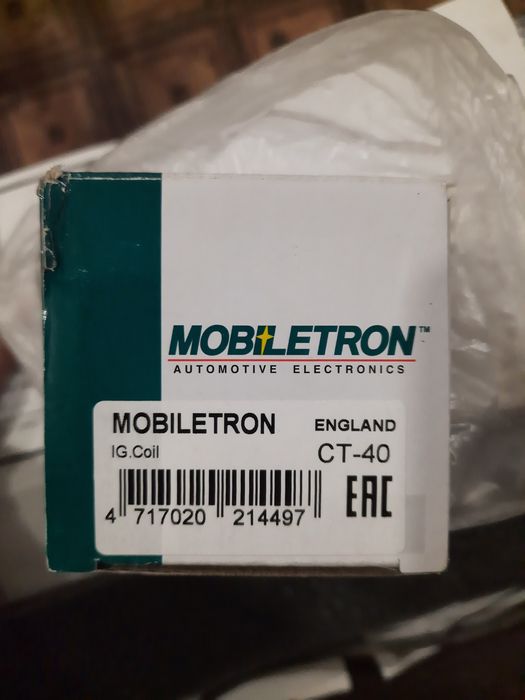 MOBILETRON™
AUTOMOTIVE ELECTRONICS
MOBILETRON ENGLAND
IG.Coil CT-40
4 717020 214497
EAC